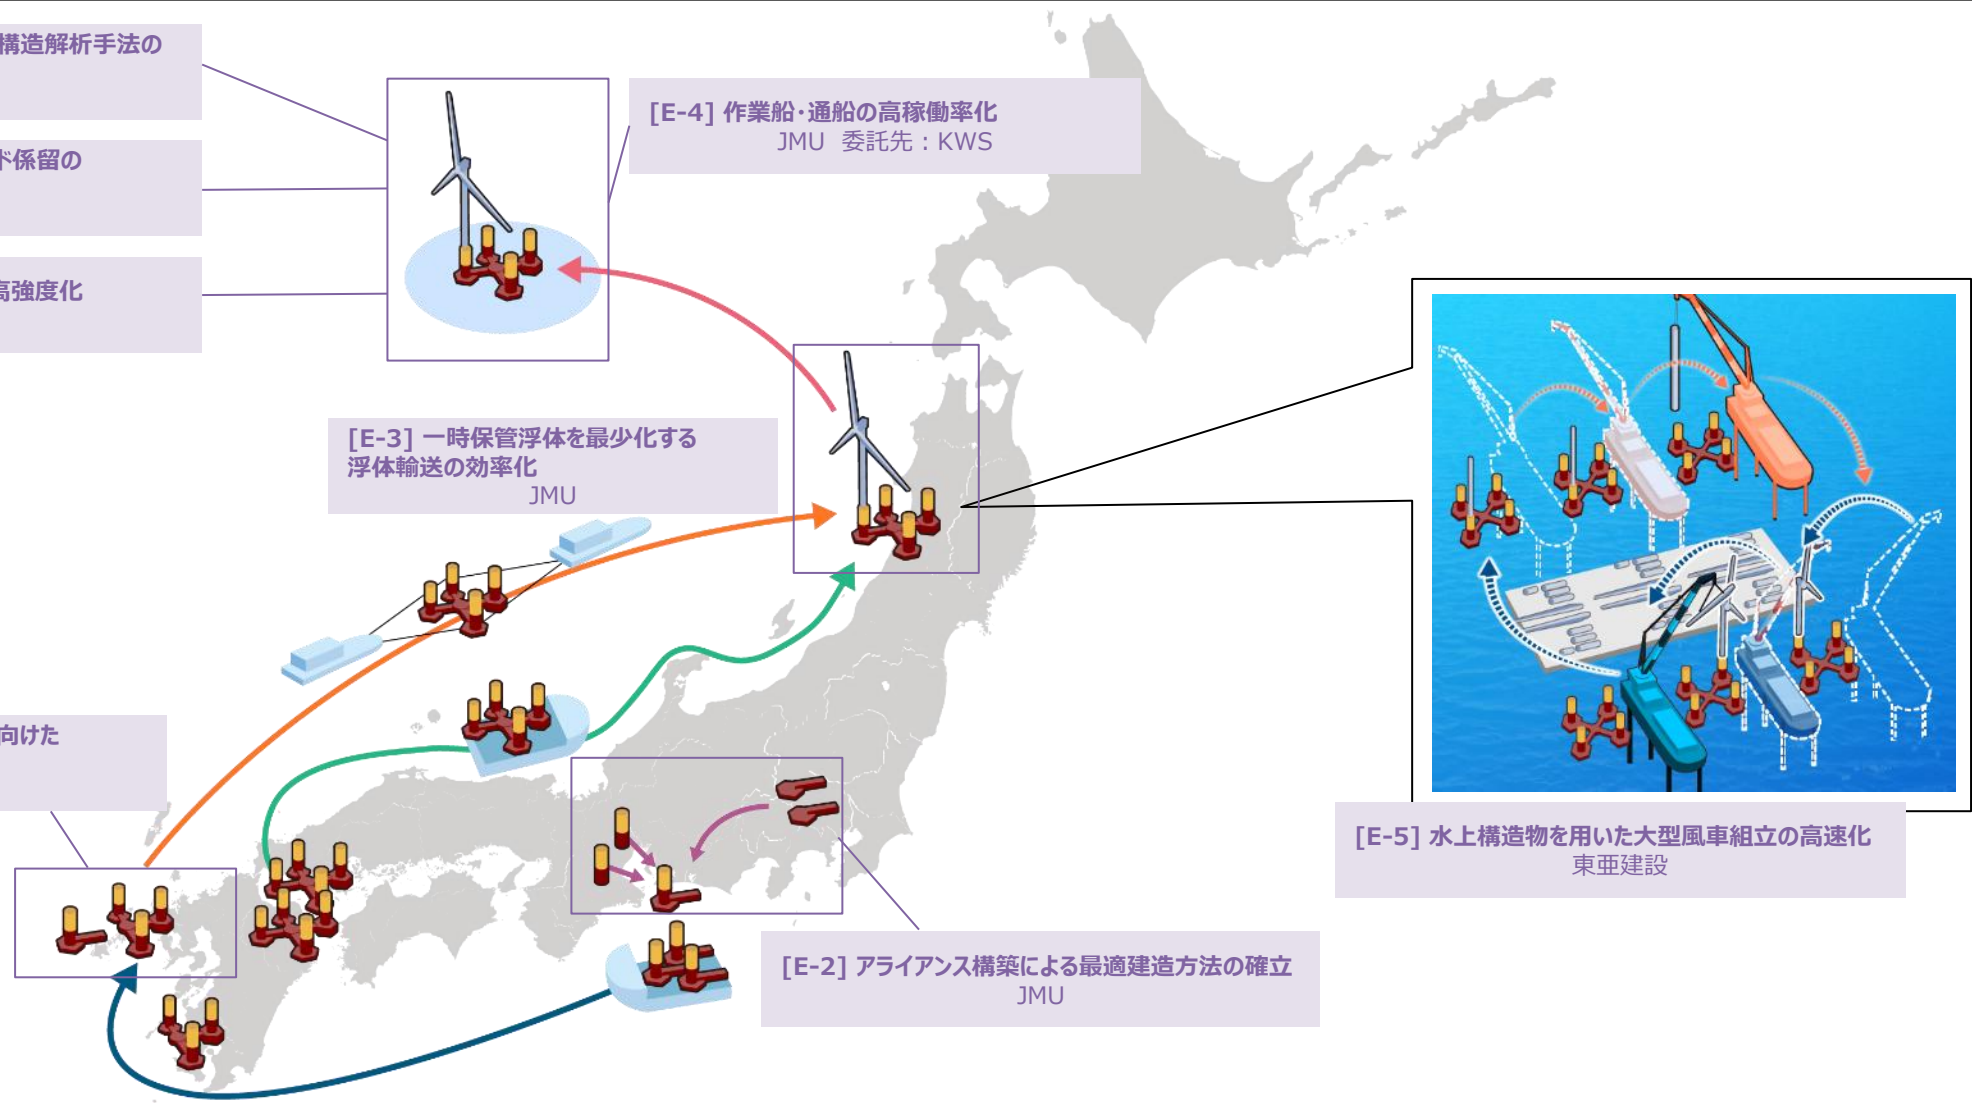 構造解析手法の
ド係留の
高強度化
[E-4] 作業船・通船の高稼働率化
JMU 委託先：KWS
[E-3] 一時保管浮体を最少化する
浮体輸送の効率化
JMU
向けた
[E-5] 水上構造物を用いた大型風車組立の高速化
東亜建設
[E-2] アライアンス構築による最適建造方法の確立
JMU